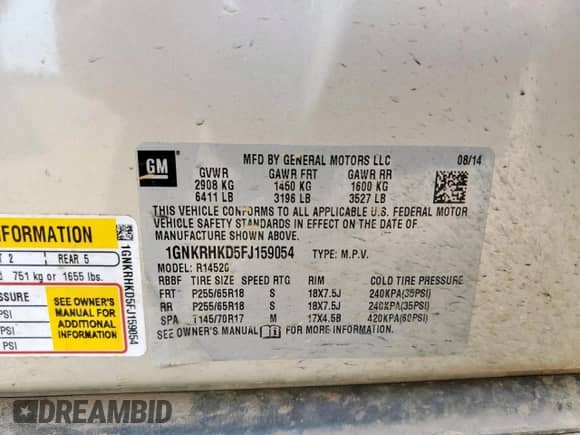 GM
MFD BY GENERAL MOTORS LLC 08/14
GVWR GAWR FRT GAWR RR
2908 KG 1450 KG 1600 KG
6411 LB 3196 LB 3527 LB
THIS VEHICLE CONFORMS TO ALL APPLICABLE U.S. FEDERAL MOTOR
VEHICLE SAFETY STANDARDS IN EFFECT ON THE DATE OF
MANUFACTURE SHOWN ABOVE.
1GNKRHKD5FJ159054 TYPE: M.P.V.
MODEL: R14526
RBBF TIRE SIZE SPEED RTG RIM COLD TIRE PRESSURE
FRT P255/65R18 S 18X7.5J 240KPA(35PSI)
RR P255/65R18 S 18X7.5J 240KPA(35PSI)
SPA T145/70R17 M 17X4.5B 420KPA(60PSI)
SEE OWNER'S MANUAL FOR MORE INFORMATION.
INFORMATION
2 REAR 5
751 kg or 1655 lbs.
PSI
PSI
PSI
SEE OWNER'S
MANUAL FOR
ADDITIONAL
INFORMATION
1GNKRHKD5FJ159054
DREAMBID